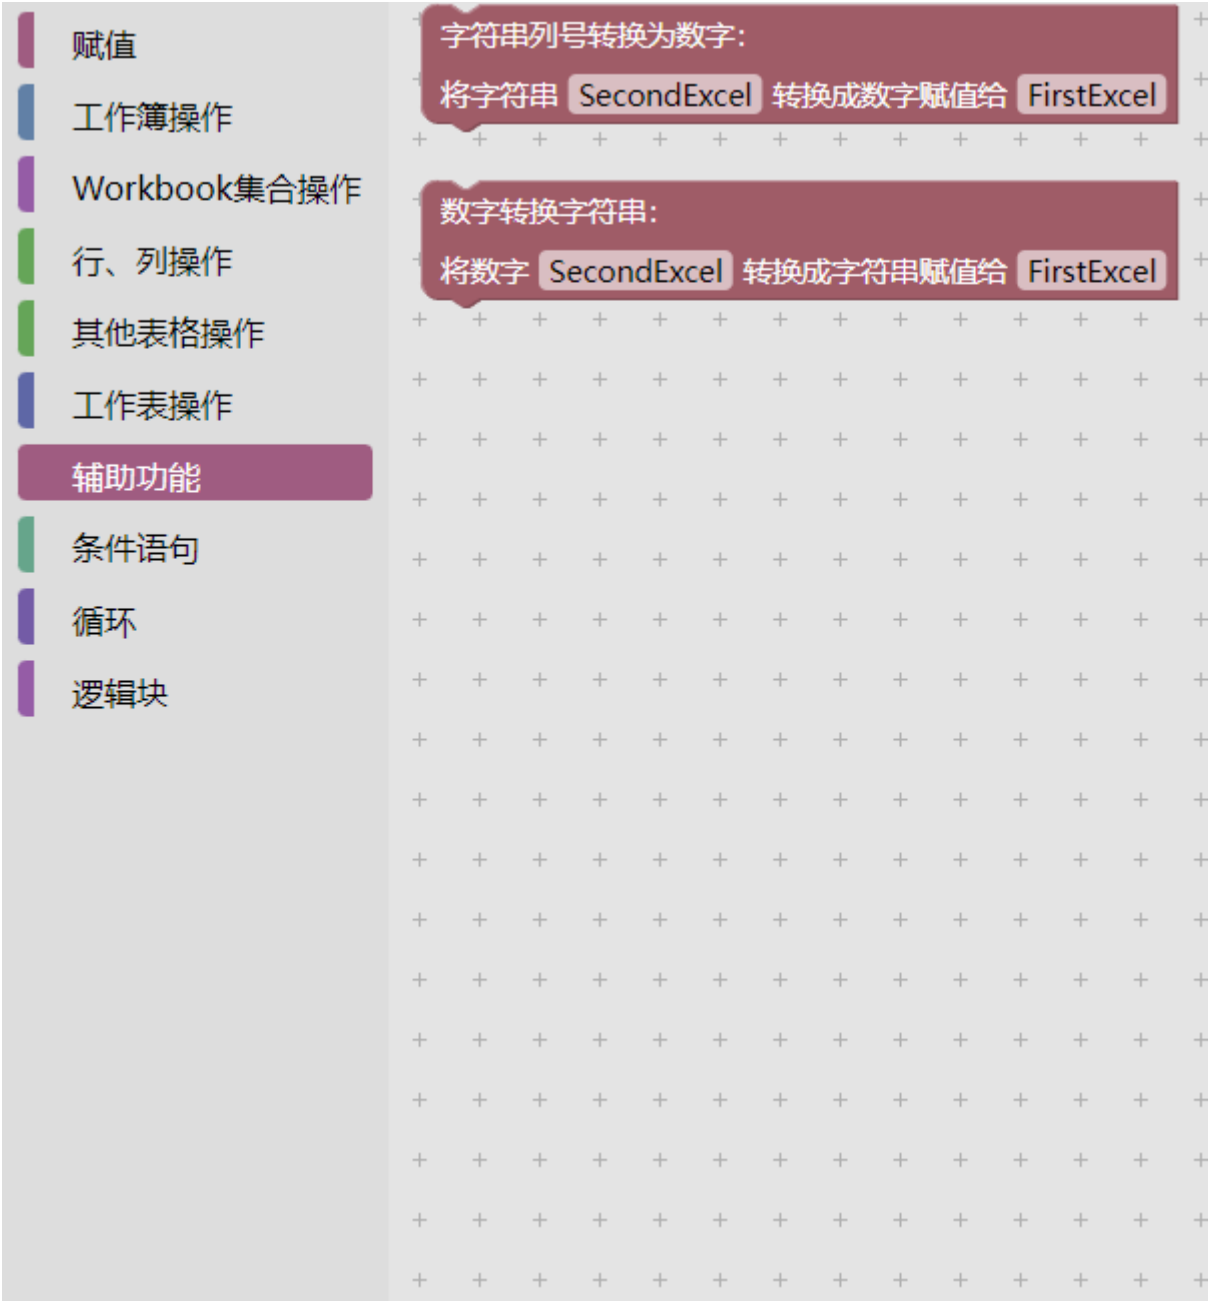 赋值
工作簿操作
Workbook集合操作
行、列操作
其他表格操作
工作表操作
辅助功能
条件语句
循环
逻辑块
字符串列号转换为数字:
将字符串 SecondExcel 转换成数字赋值给 FirstExcel
数字转换字符串:
将数字 SecondExcel 转换成字符串赋值给 FirstExcel